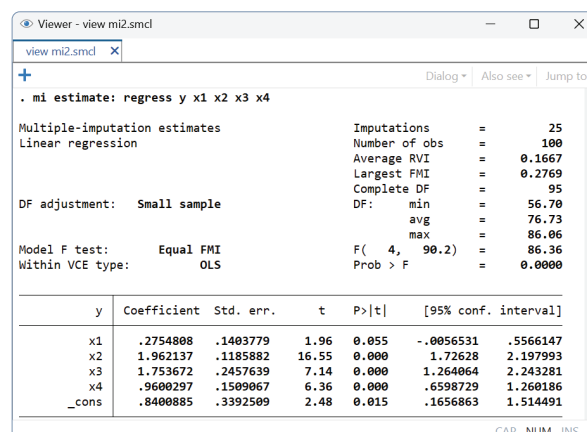 Viewer - view mi2.smcl
view mi2.smcl
Dialog Also see Jump to
. mi estimate: regress y x1 x2 x3 x4
Multiple-imputation estimates Imputations = 25
Linear regression Number of obs = 100
Average RVI = 0.1667
Largest FMI = 0.2769
Complete DF = 95
DF adjustment: Small sample DF: min = 56.70
avg = 76.73
max = 86.06
Model F test: Equal FMI F( 4, 90.2) = 86.36
Within VCE type: OLS Prob > F = 0.0000
y Coefficient Std. err. t P>|t| [95% conf. interval]
x1 .2754808 .1403779 1.96 0.055 -.0056531 .5566147
x2 1.962137 .1185882 16.55 0.000 1.72628 2.197993
x3 1.753672 .2457639 7.14 0.000 1.264064 2.243281
x4 .9600297 .1509067 6.36 0.000 .6598729 1.260186
_cons .8400885 .3392509 2.48 0.015 .1656863 1.514491
CAP NUM INS